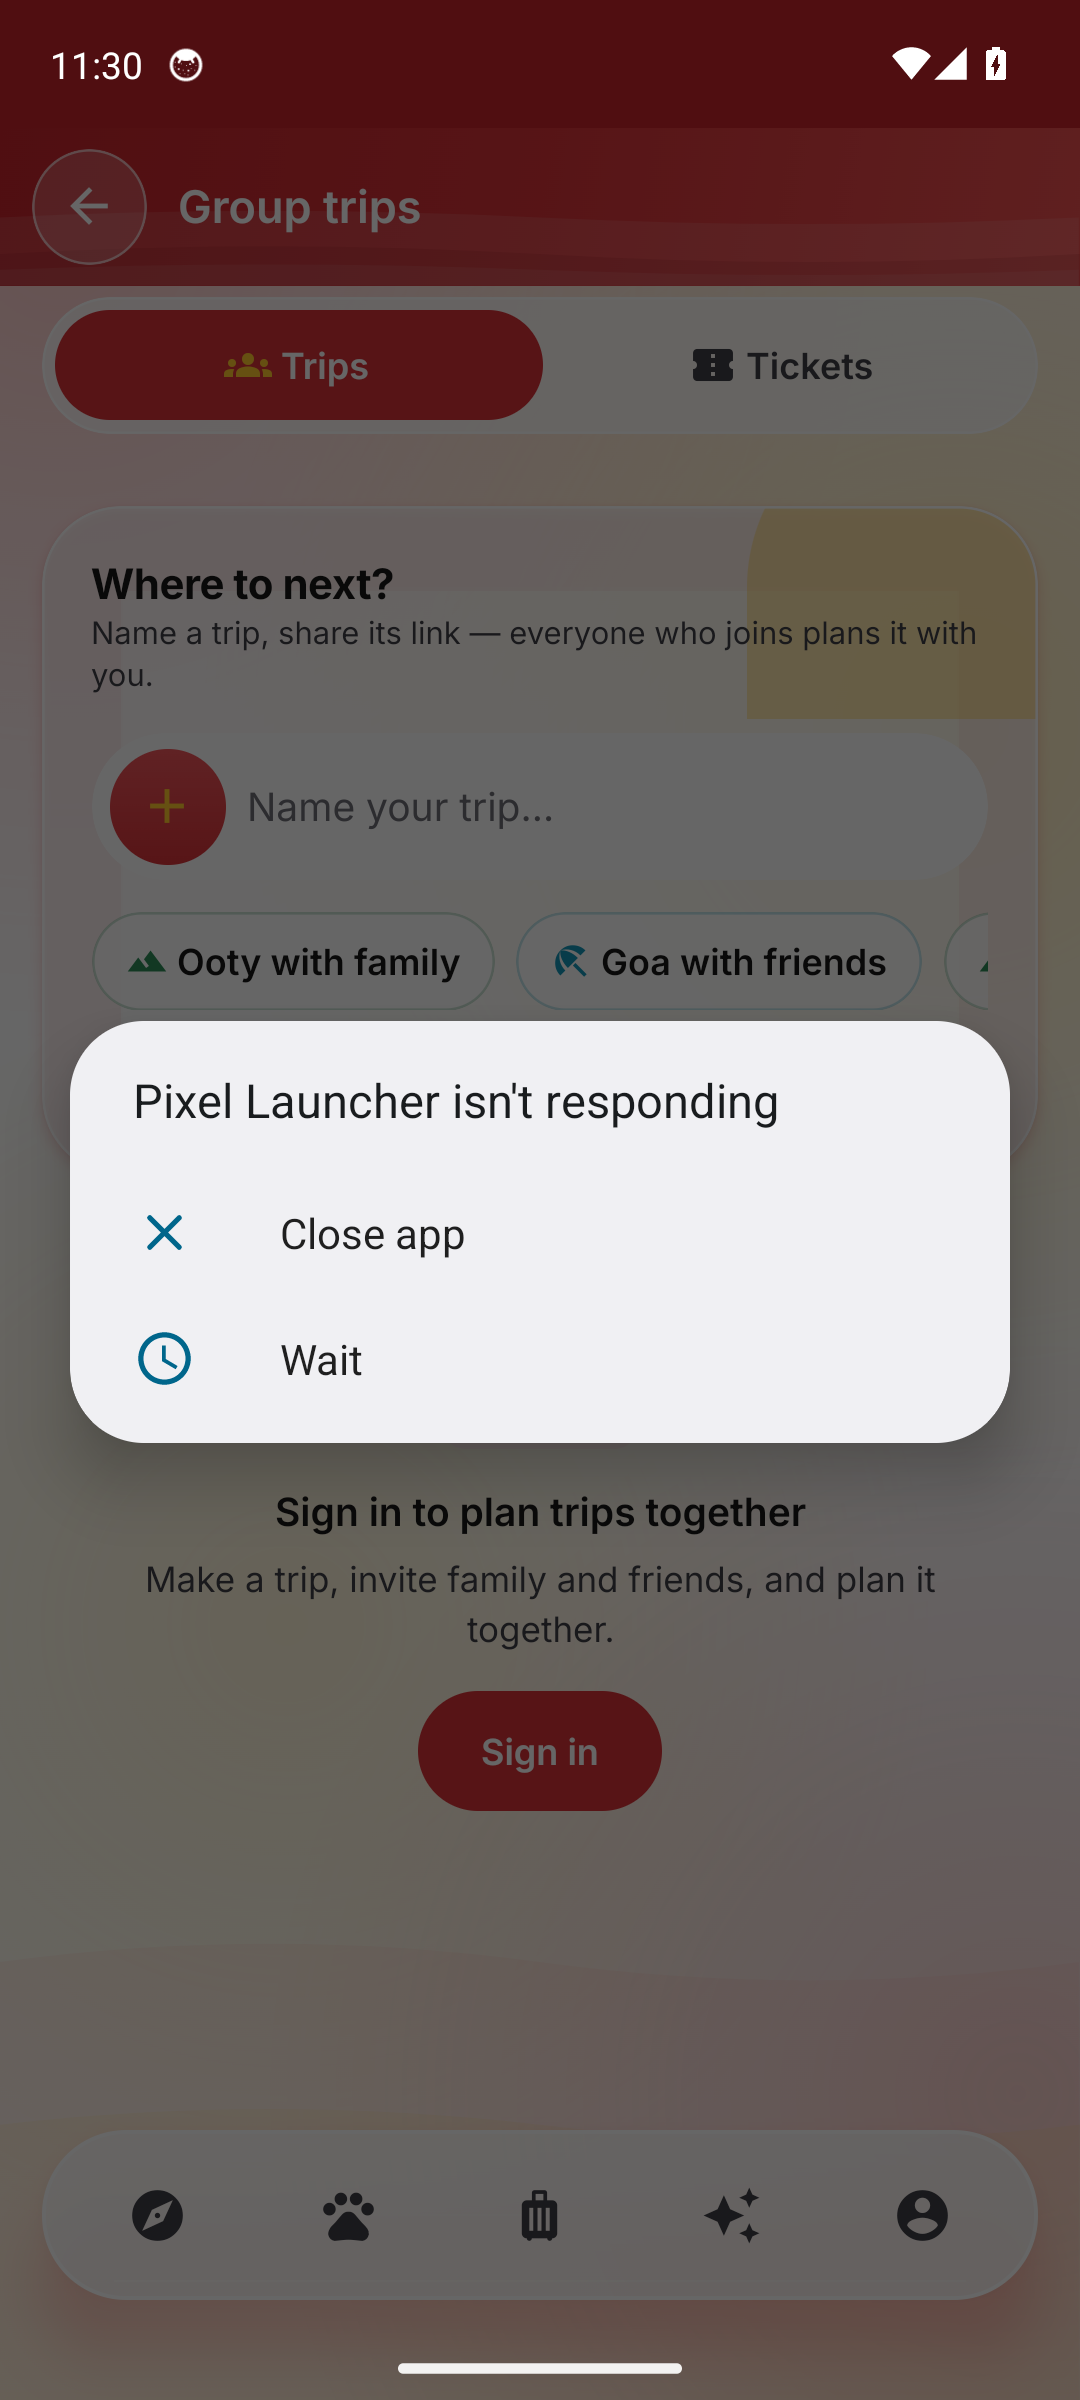 11:30
Group trips
Trips
Tickets
Where to next?
Name a trip, share its link — everyone who joins plans it with
you.
Name your trip...
Ooty with family
Goa with friends
Pixel Launcher isn't responding
Close app
Wait
Sign in to plan trips together
Make a trip, invite family and friends, and plan it
together.
Sign in